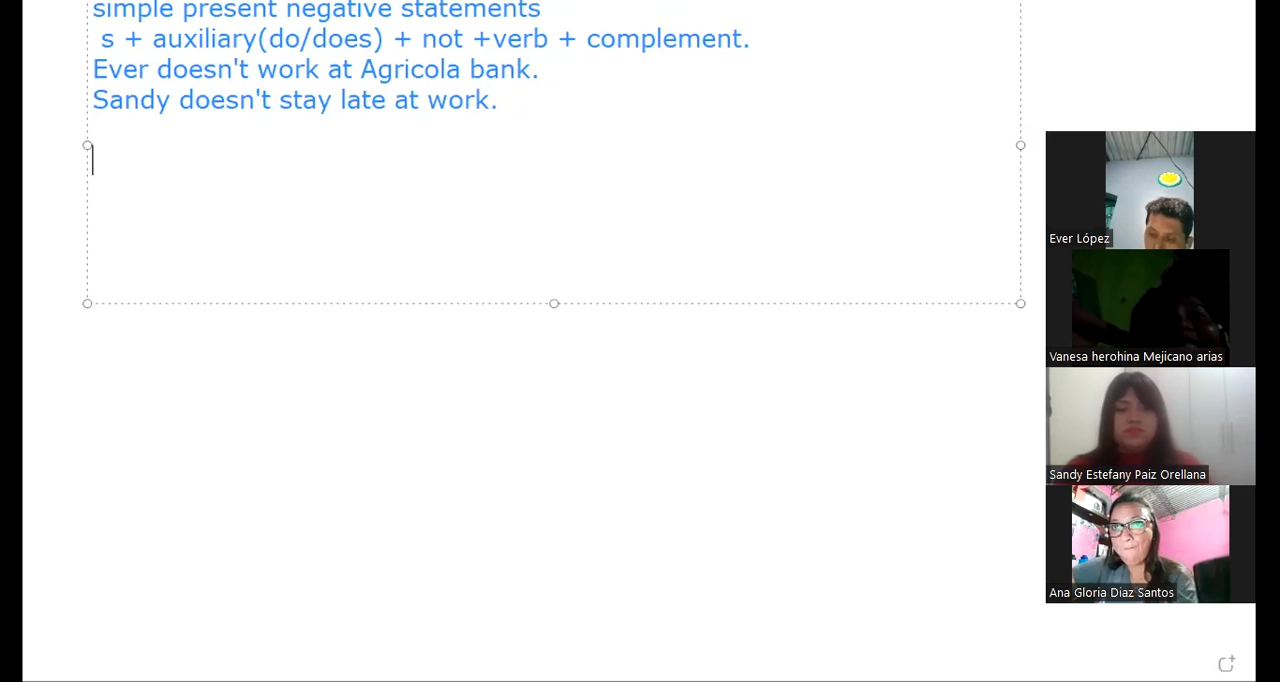 simple present negative statements
s + auxiliary(do/does) + not +verb + complement.
Ever doesn't work at Agricola bank.
Sandy doesn't stay late at work.
Ever López
Vanesa herohina Mejicano arias
Sandy Estefany Paiz Orellana
Ana Gloria Diaz Santos